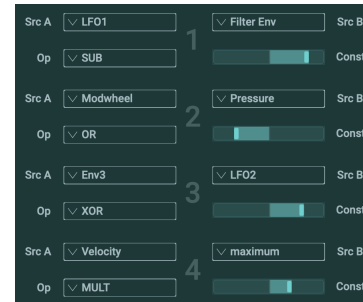 Src A LFO1 1 Filter Env Src B
Op SUB Const
Src A Modwheel 2 Pressure Src B
Op OR Const
Src A Env3 3 LFO2 Src B
Op XOR Const
Src A Velocity 4 maximum Src B
Op MULT Const